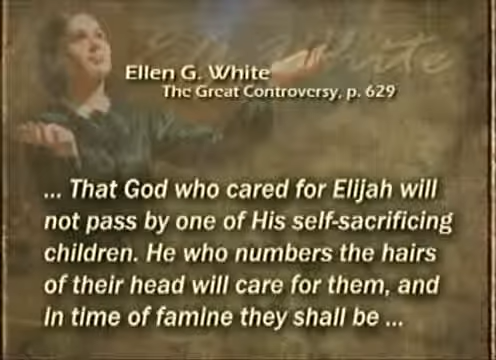 Ellen G. White
The Great Controversy, p. 629
... That God who cared for Elijah will
not pass by one of His self-sacrificing
children. He who numbers the hairs
of their head will care for them, and
in time of famine they shall be ...